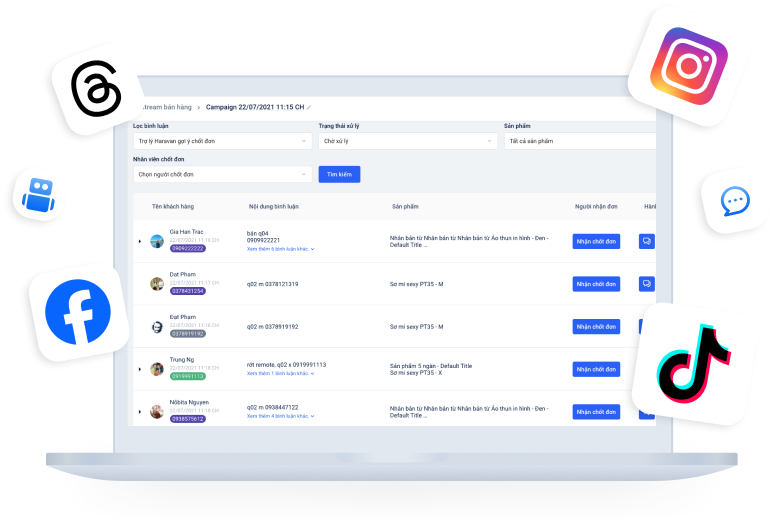 stream bán hàng › Campaign 22/07/2021 11:15 CH
Lọc bình luận Trạng thái xử lý Sản phẩm
Trợ lý Haravan gợi ý chốt đơn Chờ xử lý Tất cả sản phẩm
Nhân viên chốt đơn
Chọn người chốt đơn Tìm kiếm
Tên khách hàng Nội dung bình luận Sản phẩm Người nhận đơn Hành
Gia Han Trac
22/07/2021 11:18 CH
0909222222
bán q04
0909922221
Xem thêm 6 bình luận khác
Nhân bản từ Nhân bản từ Nhân bản từ Áo thun in hình - Đen -
Default Title ...
Nhận chốt đơn
Dat Pham
22/07/2021 11:17 CH
0378431254
q02 m 0378121319
Sơ mi sexy PT35 - M
Nhận chốt đơn
Đạt Pham
22/07/2021 11:18 CH
0378919192
q02 m 0378919192
Sơ mi sexy PT35 - M
Nhận chốt đơn
Trung Ng
22/07/2021 11:18 CH
0919991113
rớt remote, q02 x 0919991113
Xem thêm 1 bình luận khác
Sản phẩm 5 ngàn - Default Title
Sơ mi sexy PT35 - X
Nhận chốt đơn
Nôbita Nguyen
22/07/2021 11:18 CH
0938575612
q02 m 0938447122
Xem thêm 4 bình luận khác
Nhân bản từ Nhân bản từ Nhân bản từ Áo thun in hình - Đen -
Default Title ...
Nhận chốt đơn